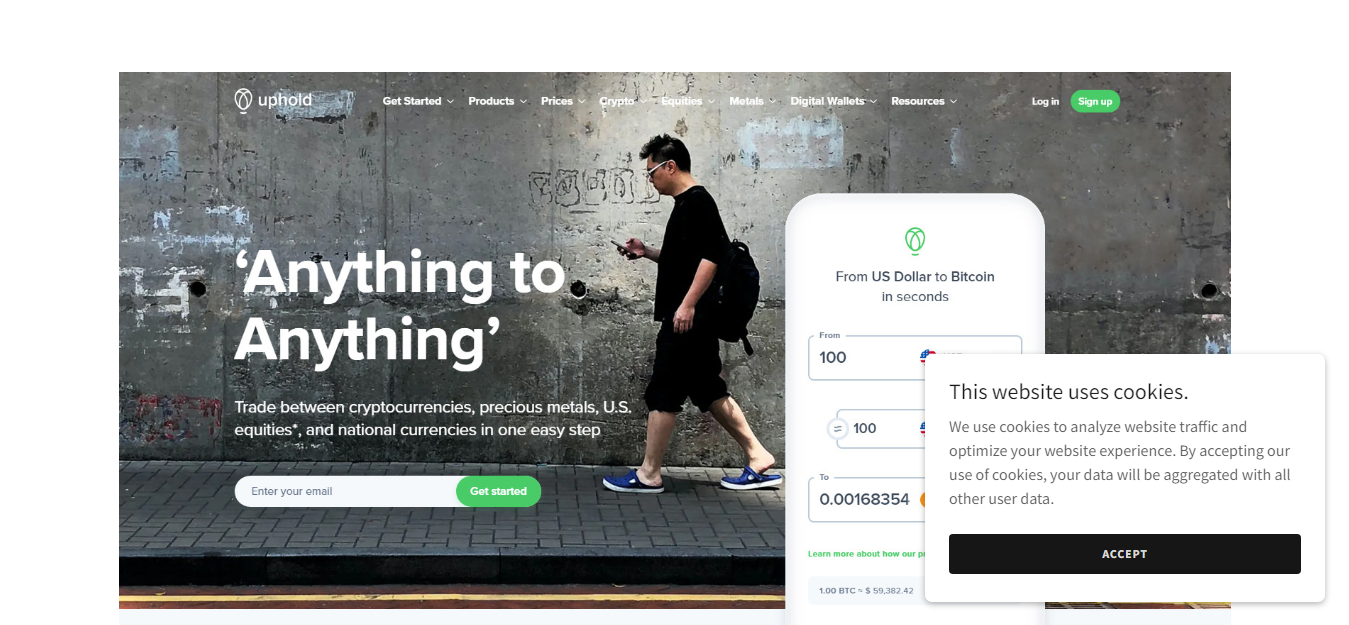 uphold
Get Started
Products
Prices
Crypto
Equities
Metals
Digital Wallets
Resources
Log in
Sign up
‘Anything to
Anything’
Trade between cryptocurrencies, precious metals, U.S.
equities*, and national currencies in one easy step
Enter your email
Get started
From US Dollar to Bitcoin
in seconds
From
100
100
To
0.00168354
Learn more about how our
1.00 BTC ≈ $ 59,382.42
This website uses cookies.
We use cookies to analyze website traffic and
optimize your website experience. By accepting our
use of cookies, your data will be aggregated with all
other user data.
ACCEPT